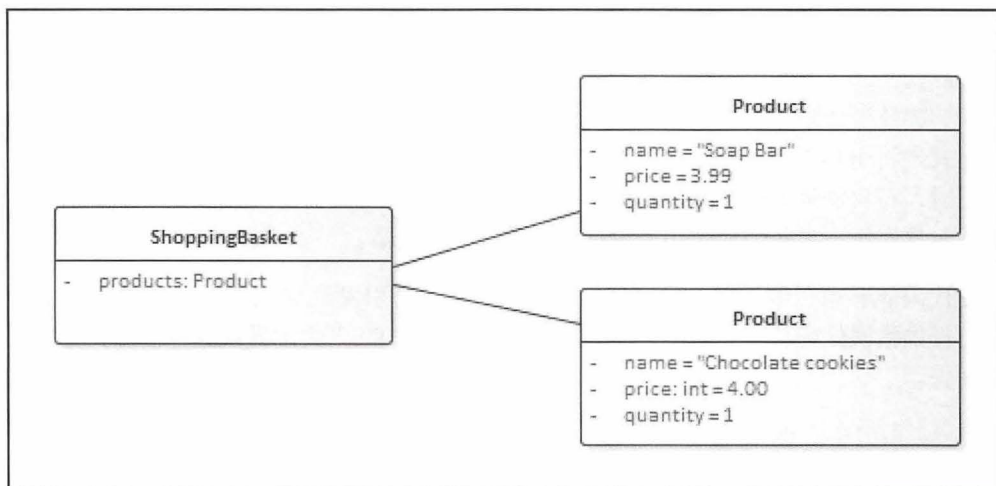 ShoppingBasket
- products: Product
Product
- name = "Soap Bar"
- price = 3.99
- quantity = 1
Product
- name = "Chocolate cookies"
- price: int = 4.00
- quantity = 1